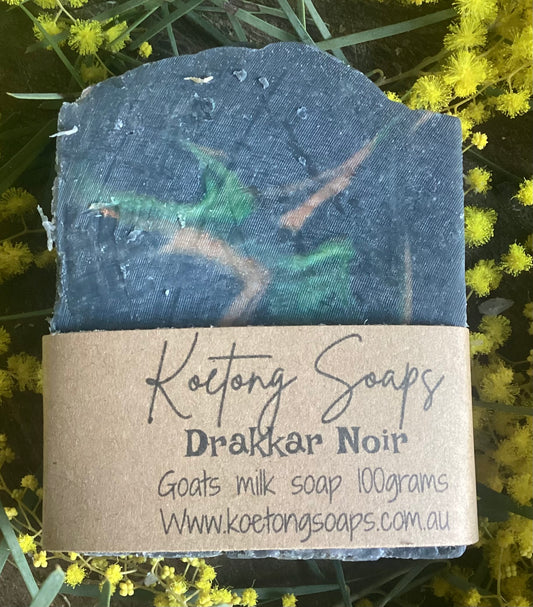 Koetong Soaps
Drakkar Noir
Goats milk soap 100grams
Www.koetongsoaps.com.au